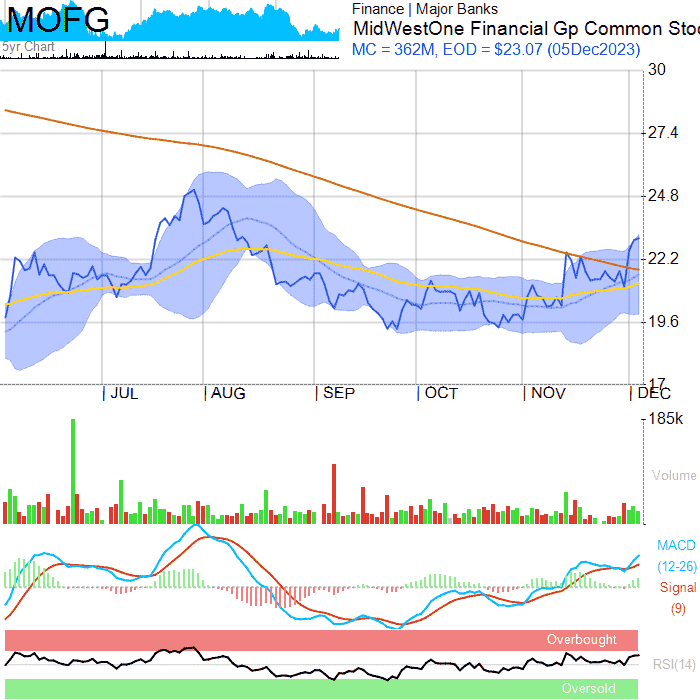 MOFG
5yr Chart
Finance | Major Banks
MidWestOne Financial Gp Common Stoc
MC = 362M, EOD = $23.07 (05Dec2023)
30
27.4
24.8
22.2
19.6
17
JUL
AUG
SEP
OCT
NOV
DEC
185k
Volume
MACD
(12-26)
Signal
(9)
Overbought
RSI(14)
Oversold